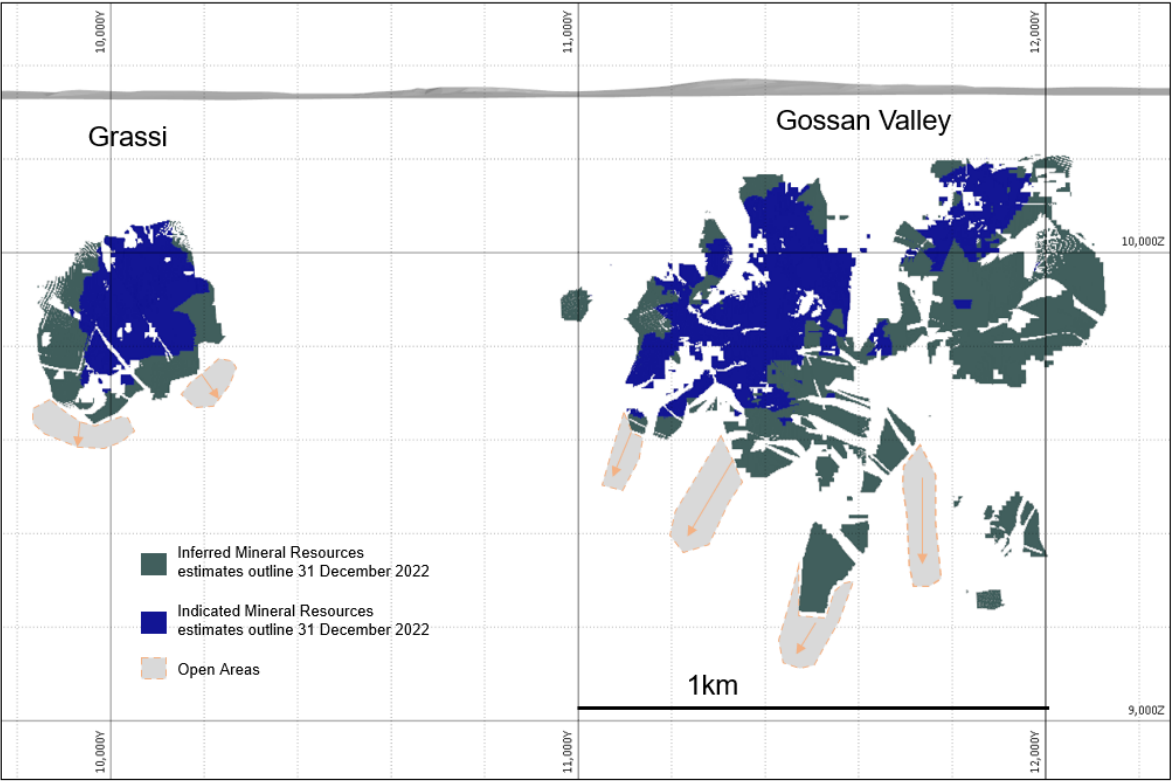 10,000Y
11,000Y
12,000Y
Grassi
Gossan Valley
10,000Z
Inferred Mineral Resources
estimates outline 31 December 2022
Indicated Mineral Resources
estimates outline 31 December 2022
Open Areas
1km
9,000Z
10,000Y
11,000Y
12,000Y